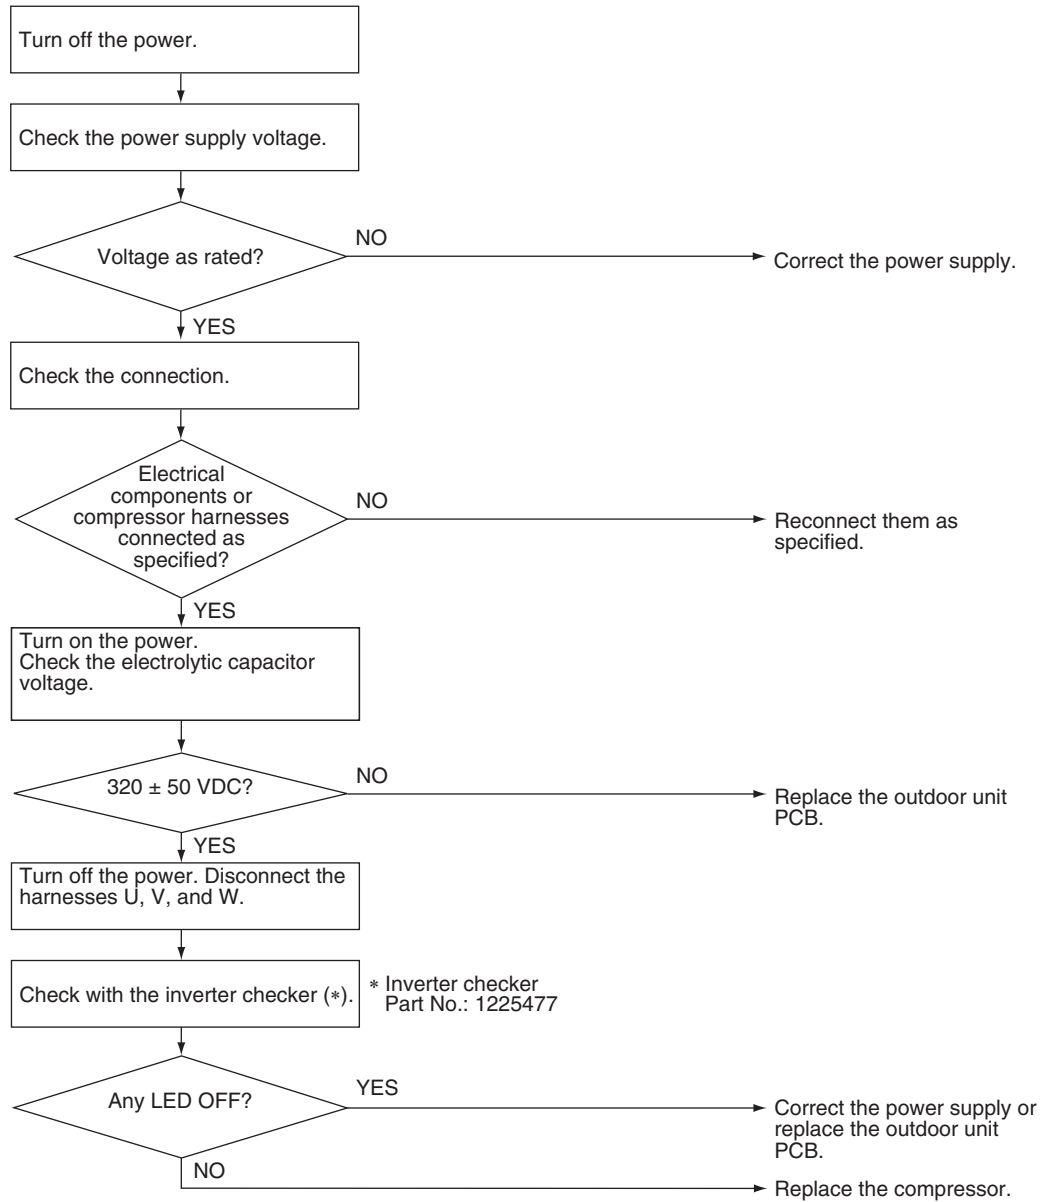 Turn off the power.
Check the power supply voltage.
Voltage as rated?
NO
Correct the power supply.
YES
Check the connection.
Electrical
components or
compressor harnesses
connected as
specified?
NO
Reconnect them as
specified.
YES
Turn on the power.
Check the electrolytic capacitor
voltage.
320 ± 50 VDC?
NO
Replace the outdoor unit
PCB.
YES
Turn off the power. Disconnect the
harnesses U, V, and W.
Check with the inverter checker (∗).
∗ Inverter checker
Part No.: 1225477
Any LED OFF?
YES
Correct the power supply or
replace the outdoor unit
PCB.
NO
Replace the compressor.